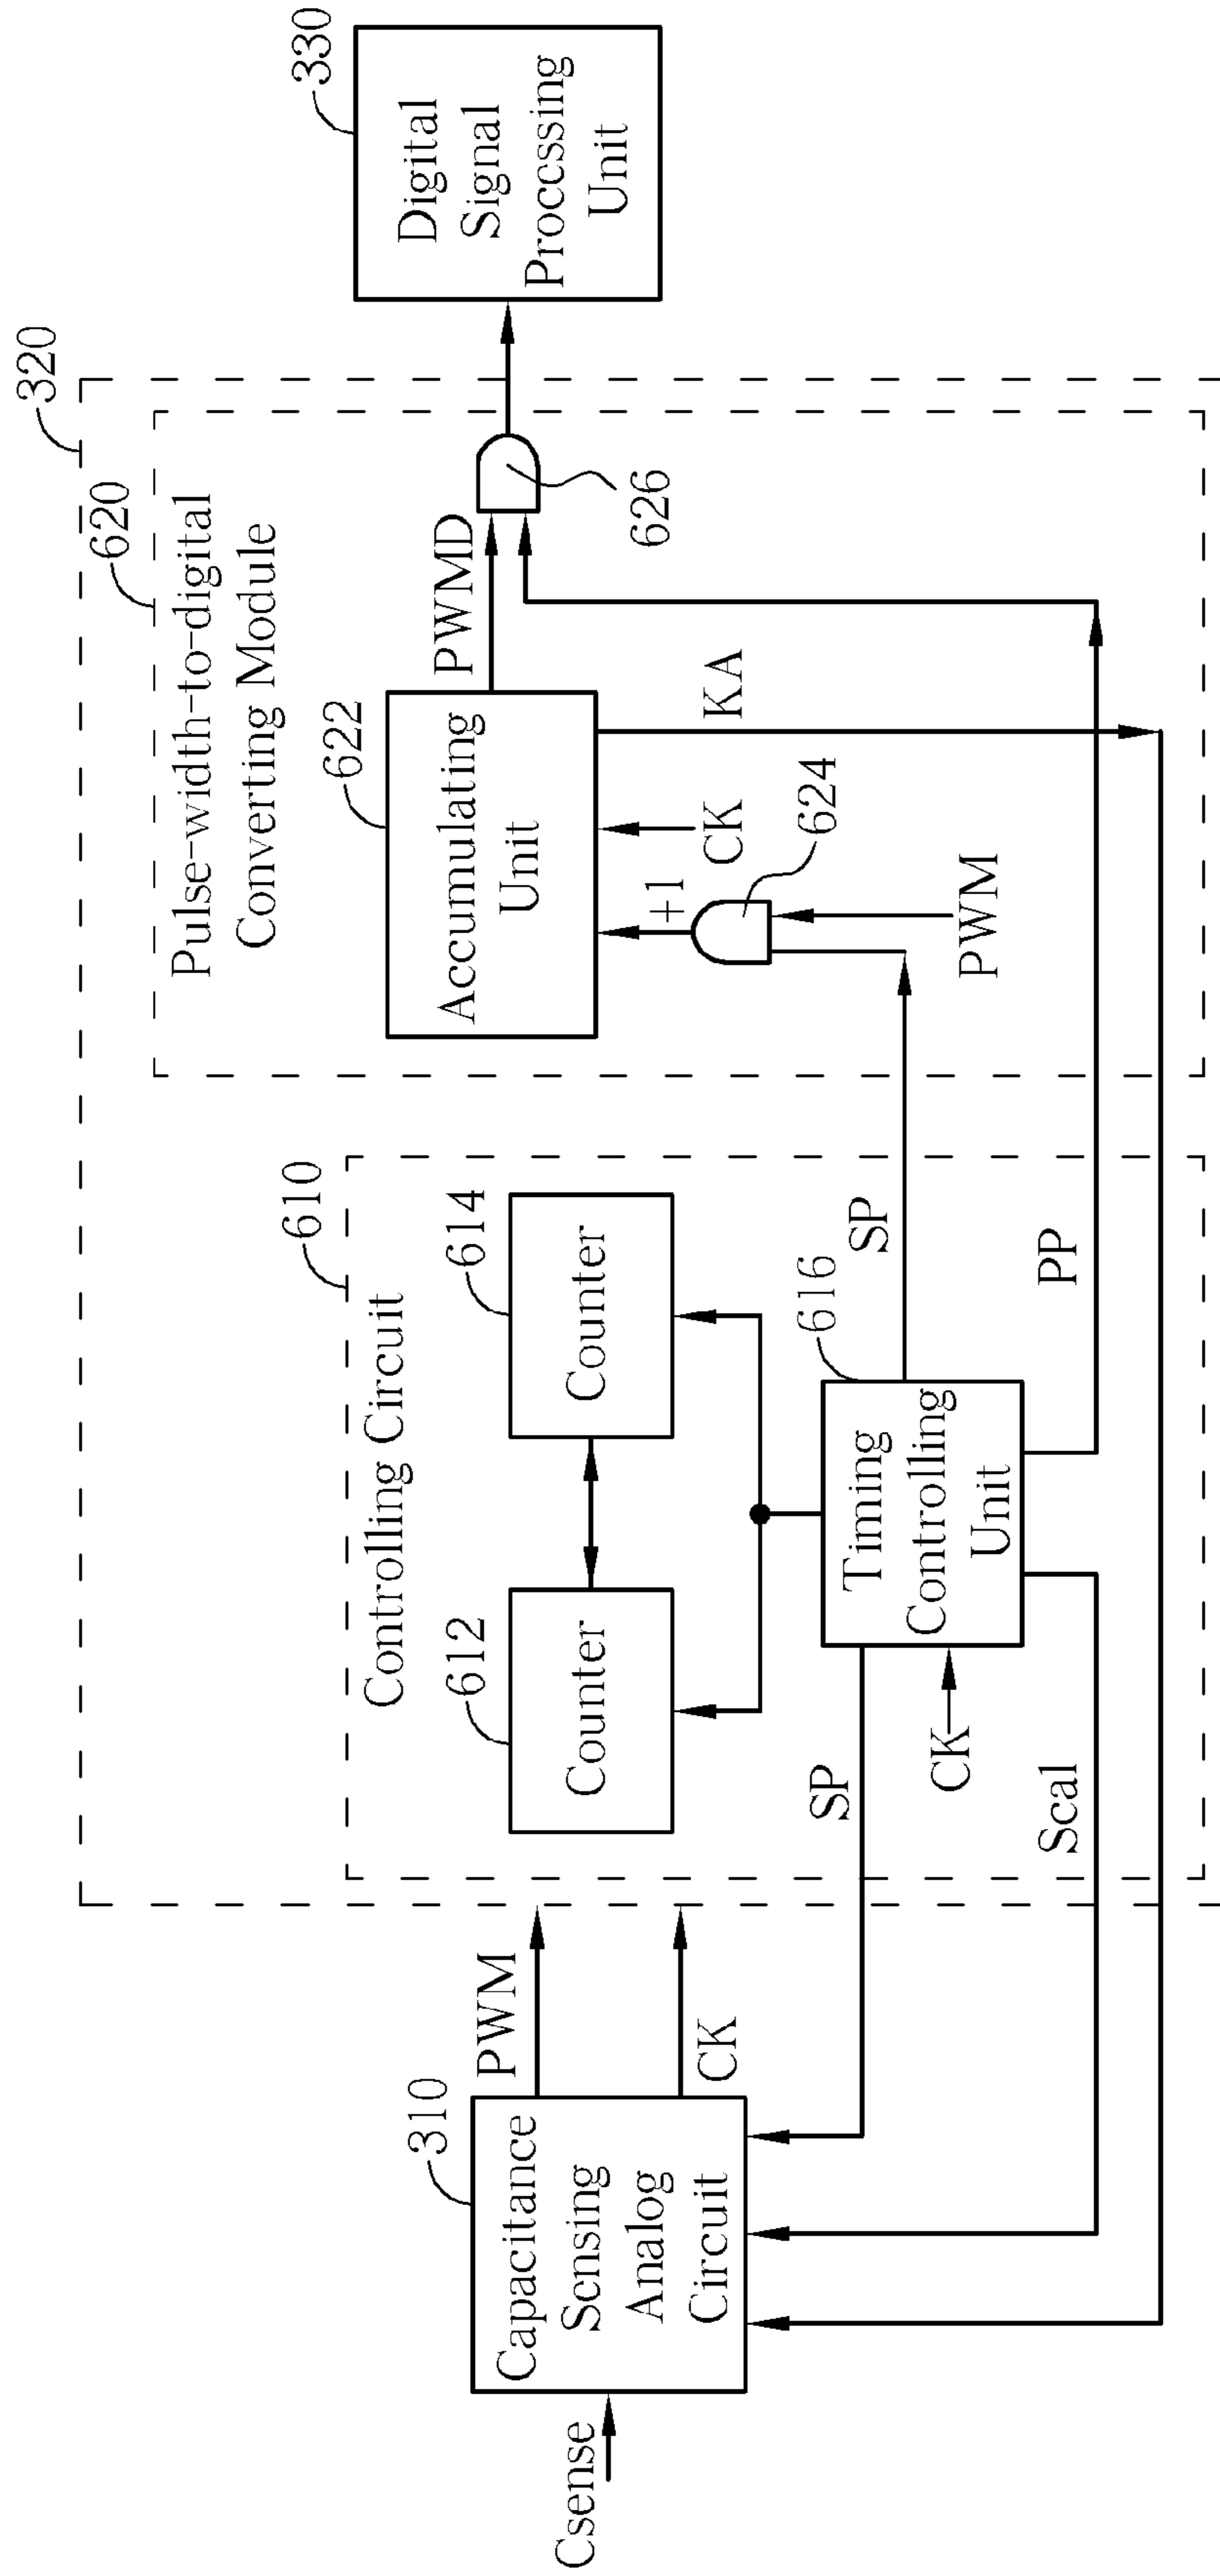 320
620
Pulse-width-to-digital
Converting Module
610
Controlling Circuit
Csense
310
Capacitance
Scnsing
Analog
Circuit
PWM
CK
612
Counter
614
Counter
616
Timing
Controlling
Unit
CK
SP
Scal
SP
PP
622
Accumulating
Unit
+1
CK
624
PWM
KA
PWMD
626
330
Digital
Signal
Proccssing
Unit